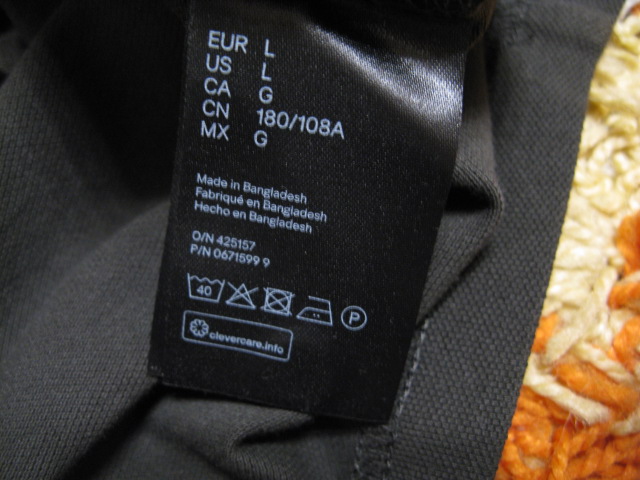 EUR L
US L
CA G
CN 180/108A
MX G
Made in Bangladesh
Fabriqué en Bangladesh
Hecho en Bangladesh
O/N 425157
P/N 0671599 9
40
P
clevercare.info